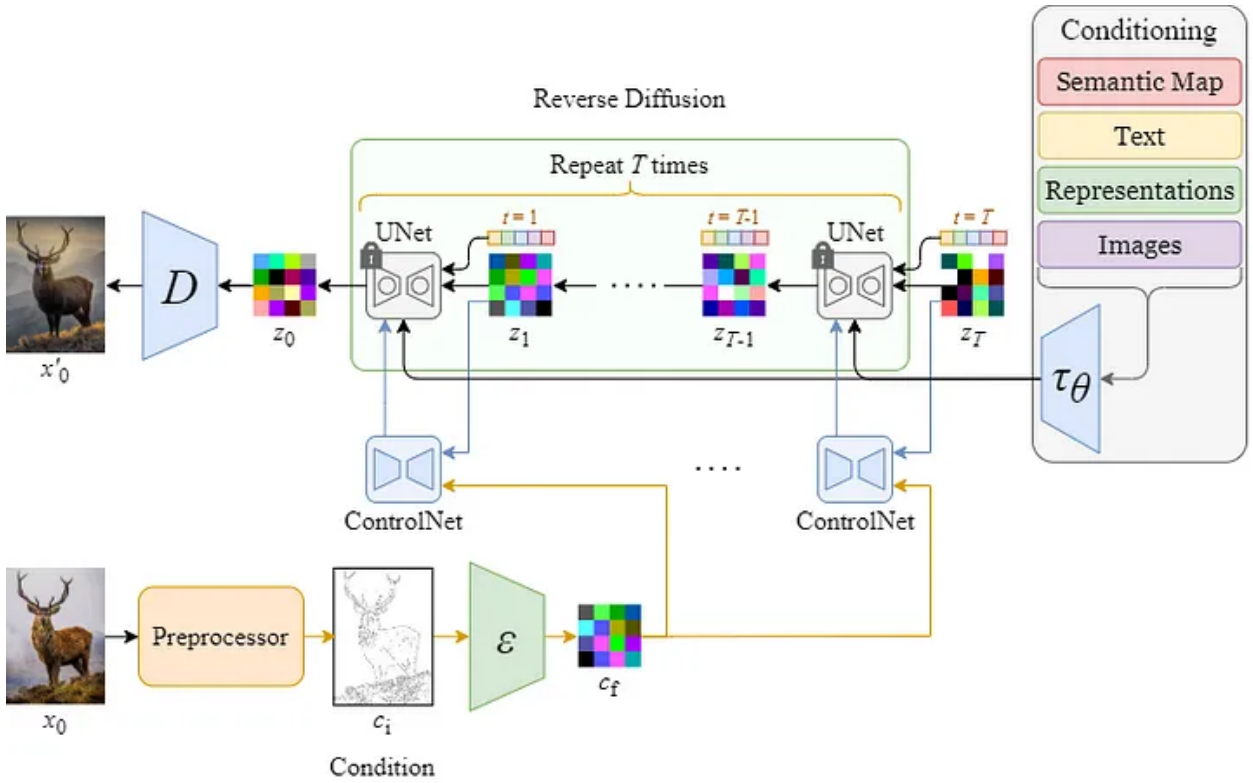 Conditioning
Semantic Map
Text
Representations
Images
τθ
Reverse Diffusion
Repeat T times
UNet
t = 1
t = T-1
UNet
t = T
D
x'0
z0
z1
....
zT-1
zT
ControlNet
....
ControlNet
Preprocessor
ε
x0
ci
cf
Condition